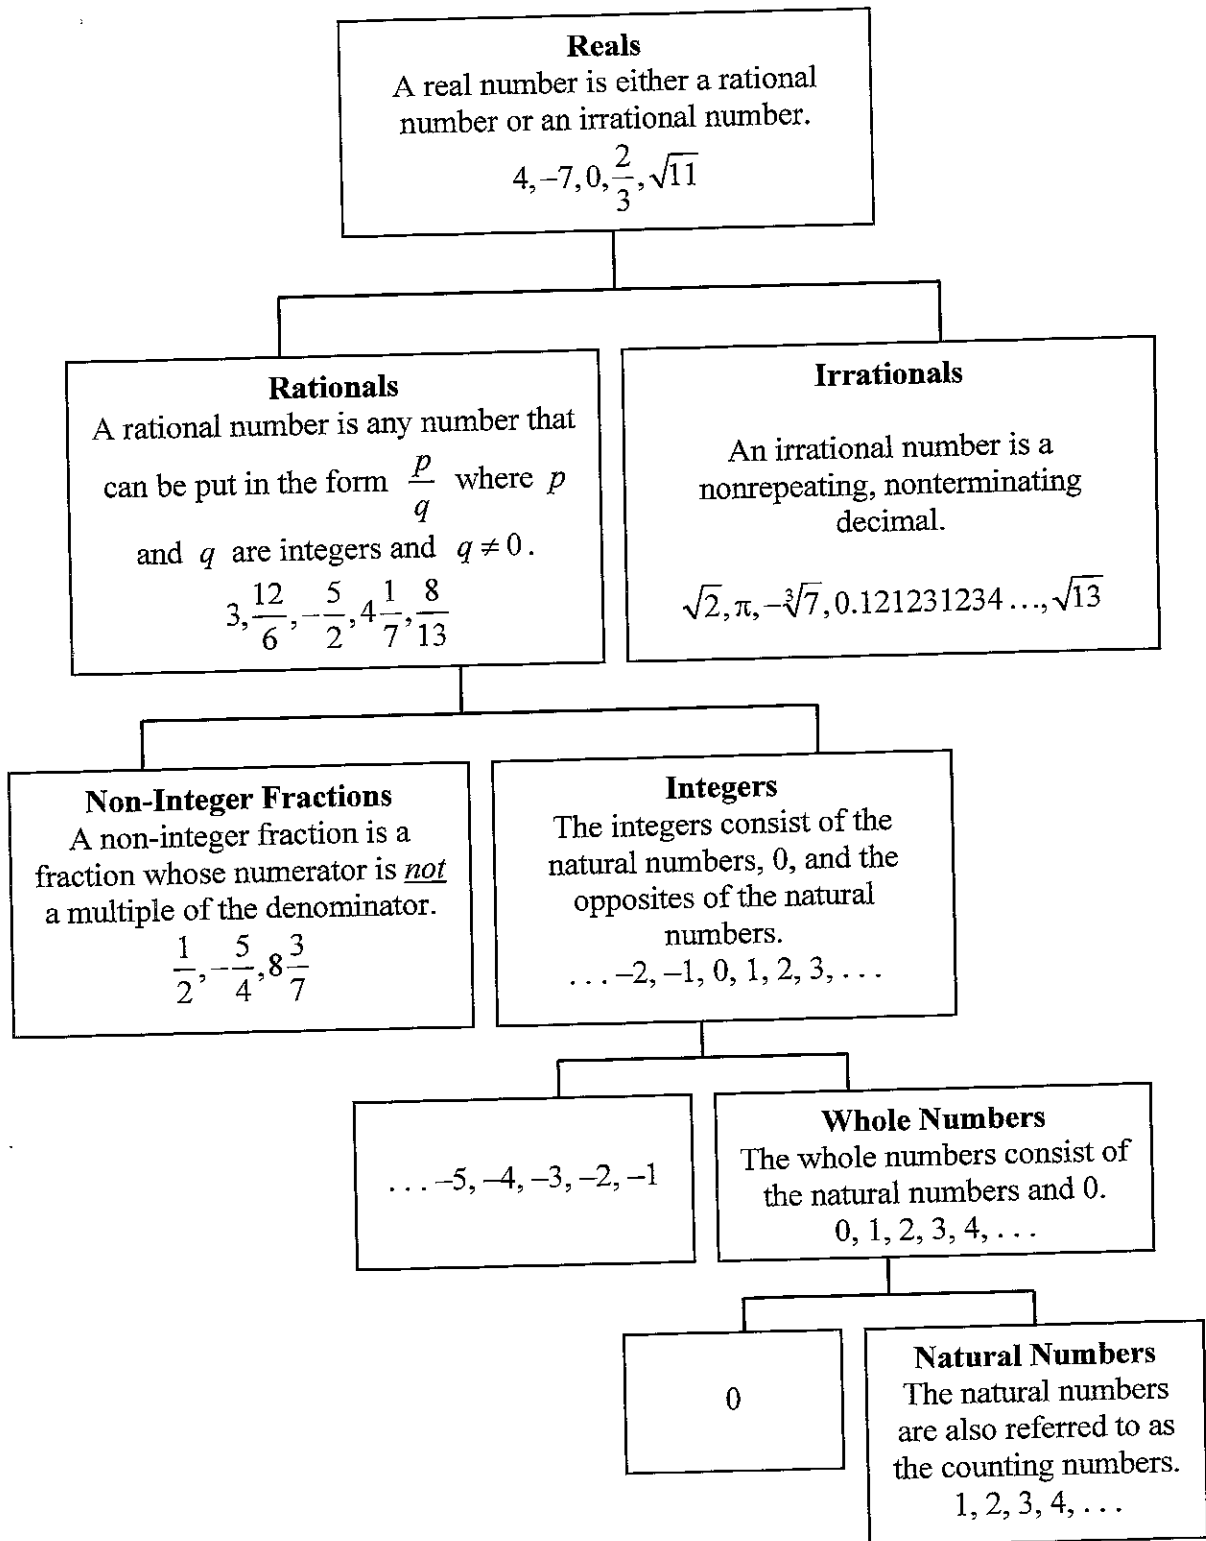 Reals
A real number is either a rational
number or an irrational number.
4, –7, 0, 2/3, √11
Rationals
A rational number is any number that
can be put in the form p/q where p
and q are integers and q ≠ 0.
3, 12/6, –5/2, 4 1/7, 8/13
Irrationals
An irrational number is a
nonrepeating, nonterminating
decimal.
√2, π, –∛7, 0.121231234 ..., √13
Non-Integer Fractions
A non-integer fraction is a
fraction whose numerator is not
a multiple of the denominator.
1/2, –5/4, 8 3/7
Integers
The integers consist of the
natural numbers, 0, and the
opposites of the natural
numbers.
. . . –2, –1, 0, 1, 2, 3, . . .
. . . –5, –4, –3, –2, –1
Whole Numbers
The whole numbers consist of
the natural numbers and 0.
0, 1, 2, 3, 4, . . .
0
Natural Numbers
The natural numbers
are also referred to as
the counting numbers.
1, 2, 3, 4, . . .